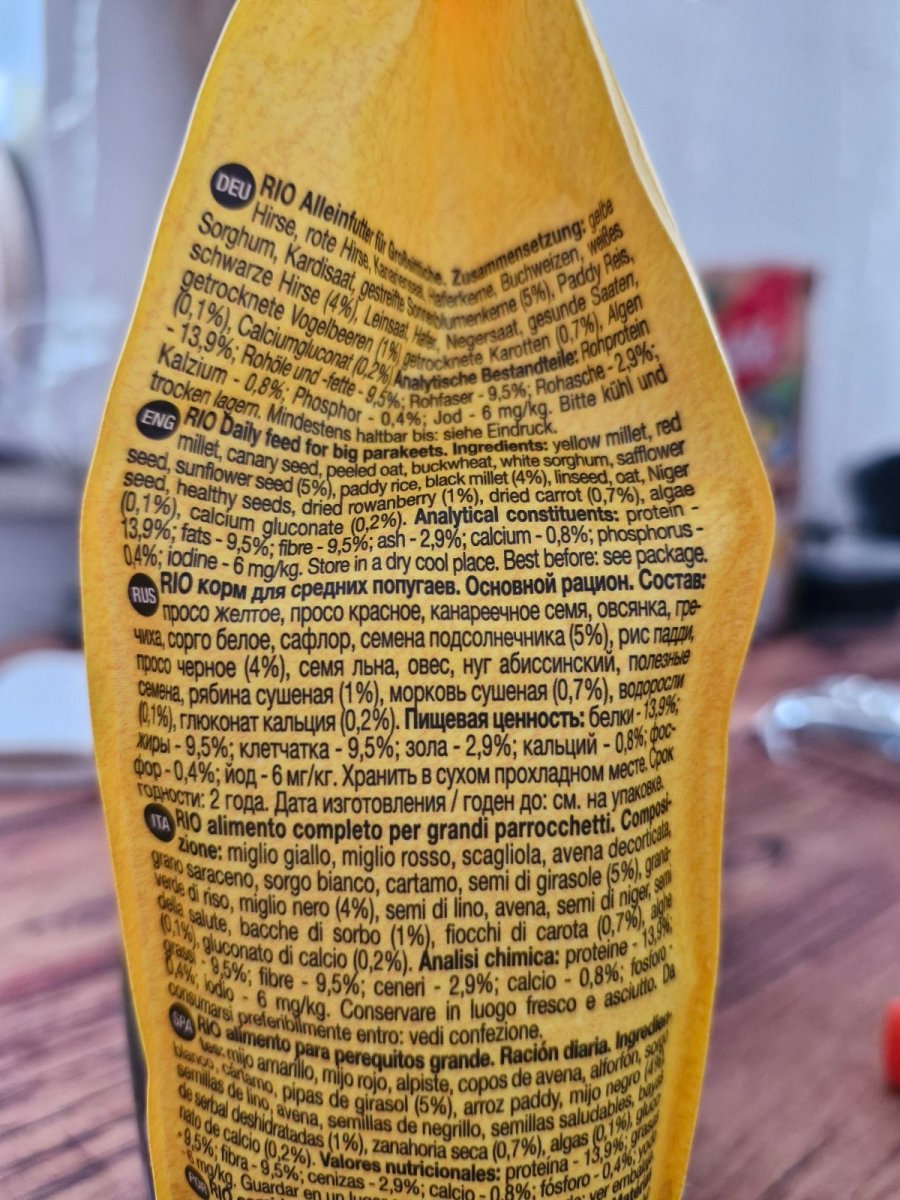 DEU RIO Alleinfutter für Großsittiche. Zusammensetzung: gelbe
Hirse, rote Hirse, Kanariensaat, Haferkerne, Buchweizen, weißes
Sorghum, Kardisaat, gestreifte Sonnenblumenkerne (5%), Paddy Reis,
schwarze Hirse (4%), Leinsaat, Hafer, Negersaat, gesunde Saaten,
getrocknete Vogelbeeren (1%), getrocknete Karotten (0,7%), Algen
(0,1%), Calciumgluconat (0,2%). Analytische Bestandteile: Rohprotein
- 13,9%; Rohöle und -fette - 9,5%; Rohfaser - 9,5%; Rohasche - 2,9%;
Kalzium - 0,8%; Phosphor - 0,4%; Jod - 6 mg/kg. Bitte kühl und
trocken lagern. Mindestens haltbar bis: siehe Eindruck.
ENG RIO Daily feed for big parakeets. Ingredients: yellow millet, red
millet, canary seed, peeled oat, buckwheat, white sorghum, safflower
seed, sunflower seed (5%), paddy rice, black millet (4%), linseed, oat, Niger
seed, healthy seeds, dried rowanberry (1%), dried carrot (0,7%), algae
(0,1%), calcium gluconate (0,2%). Analytical constituents: protein -
13,9%; fats - 9,5%; fibre - 9,5%; ash - 2,9%; calcium - 0,8%; phosphorus -
0,4%; iodine - 6 mg/kg. Store in a dry cool place. Best before: see package.
RUS RIO корм для средних попугаев. Основной рацион. Состав:
просо желтое, просо красное, канареечное семя, овсянка, гре-
чиха, сорго белое, сафлор, семена подсолнечника (5%), рис падди,
просо черное (4%), семя льна, овес, нуг абиссинский, полезные
семена, рябина сушеная (1%), морковь сушеная (0,7%), водоросли
(0,1%), глюконат кальция (0,2%). Пищевая ценность: белки - 13,9%;
жиры - 9,5%; клетчатка - 9,5%; зола - 2,9%; кальций - 0,8%; фос-
фор - 0,4%; йод - 6 мг/кг. Хранить в сухом прохладном месте. Срок
годности: 2 года. Дата изготовления / годен до: см. на упаковке.
ITA RIO alimento completo per grandi parrocchetti. Composi-
zione: miglio giallo, miglio rosso, scagliola, avena decorticata,
grano saraceno, sorgo bianco, cartamo, semi di girasole (5%), grana-
verde di riso, miglio nero (4%), semi di lino, avena, semi di niger, semi
della salute, bacche di sorbo (1%), fiocchi di carota (0,7%), alghe
(0,1%), gluconato di calcio (0,2%). Analisi chimica: proteine - 13,9%;
grassi - 9,5%; fibre - 9,5%; ceneri - 2,9%; calcio - 0,8%; fosforo -
0,4%; iodio - 6 mg/kg. Conservare in luogo fresco e asciutto. Da
consumarsi preferibilmente entro: vedi confezione.
SPA RIO alimento para perequitos grande. Ración diaria. Ingredien-
tes: mijo amarillo, mijo rojo, alpiste, copos de avena, alforfón, sorgo
blanco, cártamo, pipas de girasol (5%), arroz paddy, mijo negro (4%),
semillas de lino, avena, semillas de negrillo, semillas saludables, bayas
de serbal deshidratadas (1%), zanahoria seca (0,7%), algas (0,1%), gluco-
nato de calcio (0,2%). Valores nutricionales: proteína - 13,9%; grasas
- 9,5%; fibra - 9,5%; cenizas - 2,9%; calcio - 0,8%; fósforo - 0,4%; yodo
- 6 mg/kg. Guardar en un ver
RIO